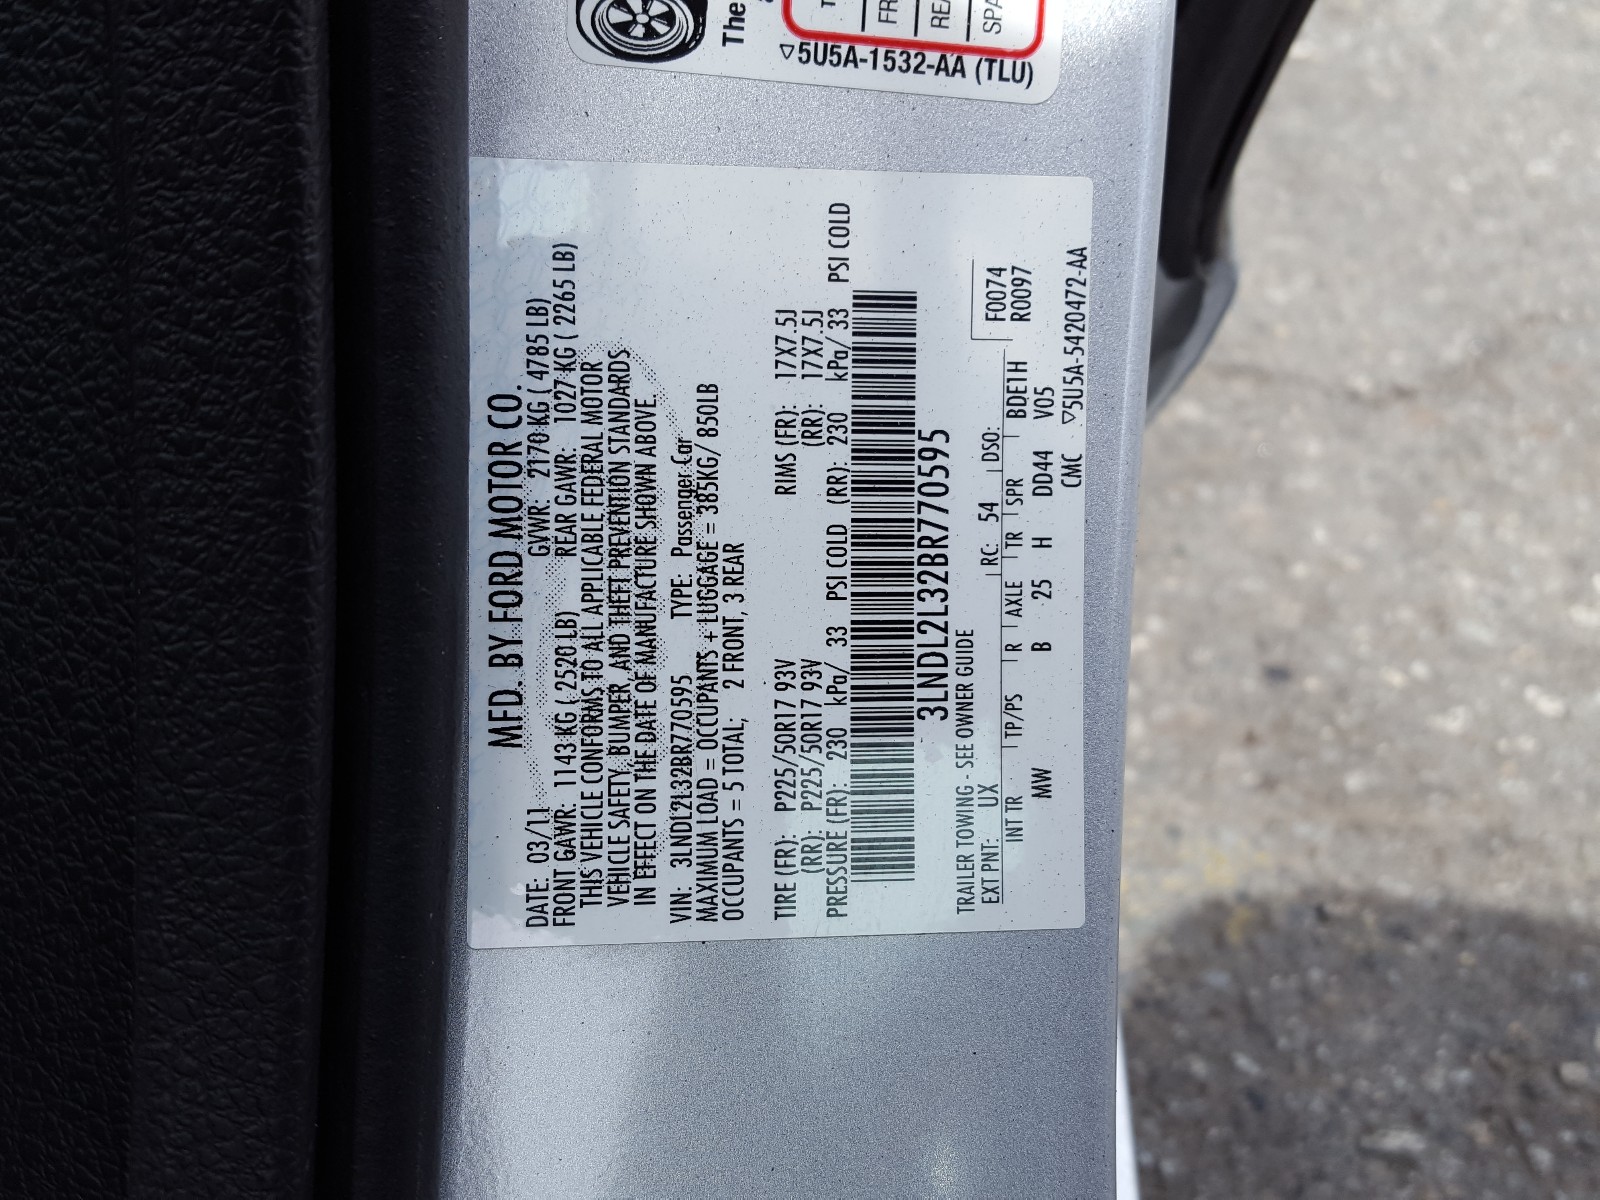 MFD. BY FORD MOTOR CO.
DATE: 03/11 GVWR: 2170 KG ( 4785 LB)
FRONT GAWR: 1143 KG ( 2520 LB) REAR GAWR: 1027 KG ( 2265 LB)
THIS VEHICLE CONFORMS TO ALL APPLICABLE FEDERAL MOTOR
VEHICLE SAFETY, BUMPER, AND THEFT PREVENTION STANDARDS
IN EFFECT ON THE DATE OF MANUFACTURE SHOWN ABOVE.
VIN: 3LNDL2L32BR770595 TYPE: Passenger Car
MAXIMUM LOAD = OCCUPANTS + LUGGAGE = 385KG/ 850LB
OCCUPANTS = 5 TOTAL, 2 FRONT, 3 REAR
TIRE (FR): P225/50R17 93V RIMS (FR): 17X7.5J
(RR): P225/50R17 93V (RR): 17X7.5J
PRESSURE (FR): 230 kPa/ 33 PSI COLD (RR): 230 kPa/ 33 PSI COLD
3LNDL2L32BR770595
TRAILER TOWING - SEE OWNER GUIDE
EXT PNT: UX RC: 54 DSO: F0074
INT TR TP/PS R AXLE TR SPR BDE1H R0097
MW B 25 H DD44 V05
CMC ▽5U5A-5420472-AA
The
FR
REA
SPA
▽5U5A-1532-AA (TLU)